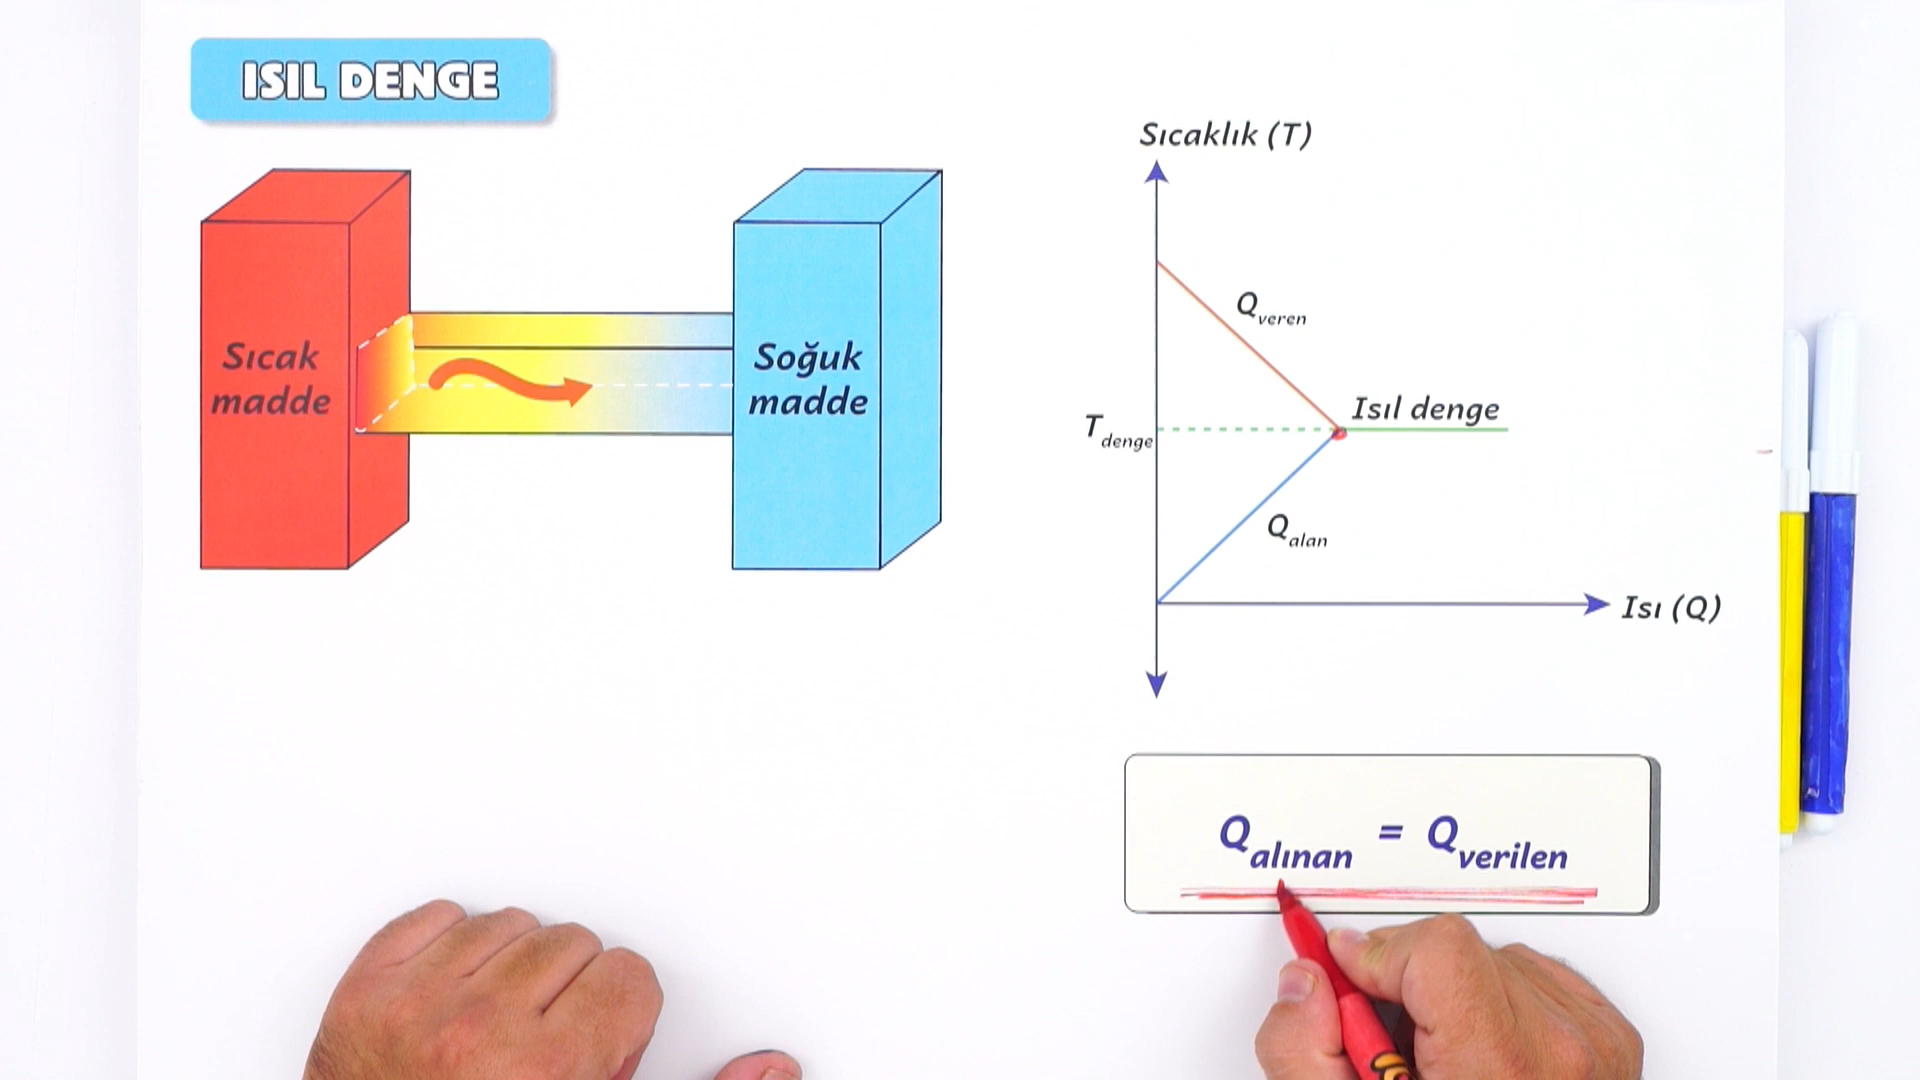 ISIL DENGE
Sıcak
madde
Soğuk
madde
Sıcaklık (T)
Qveren
Isıl denge
Tdenge
Qalan
Isı (Q)
Qalınan = Qverilen